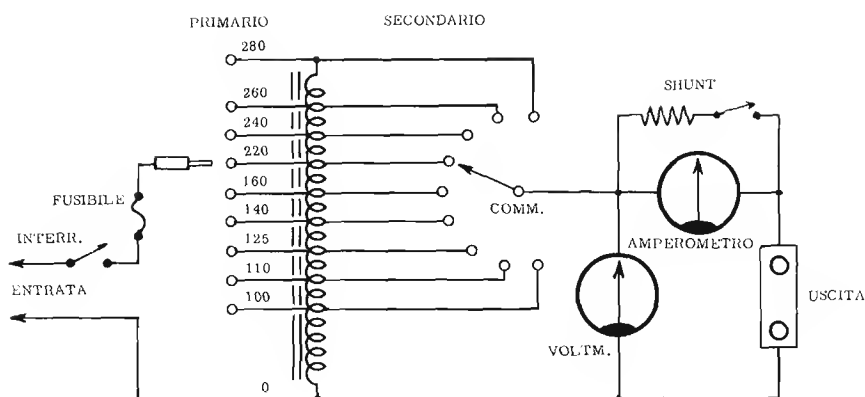 PRIMARIO
SECONDARIO
280
260
240
220
160
140
125
110
100
0
FUSIBILE
INTERR.
ENTRATA
COMM.
SHUNT
AMPEROMETRO
VOLTM.
USCITA